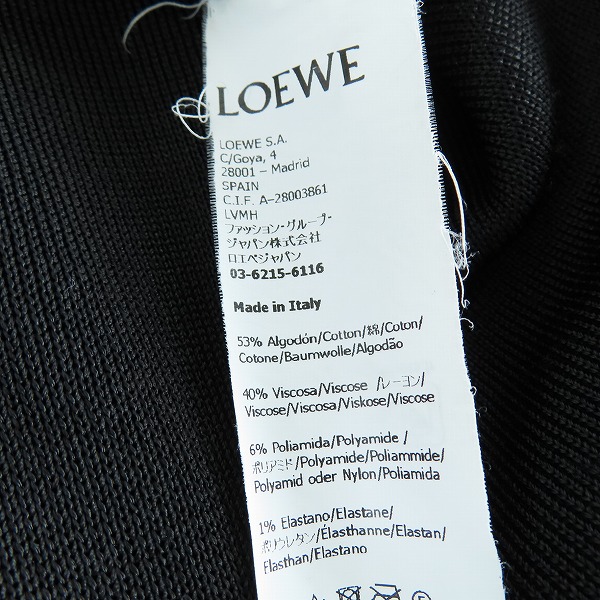 LOEWE
LOEWE S.A.
C/Goya, 4
28001 – Madrid
SPAIN
C.I.F. A-28003861
LVMH
ファッション・グループ・
ジャパン株式会社
ロエベジャパン
03-6215-6116
Made in Italy
53% Algodón/Cotton/綿/Coton/
Cotone/Baumwolle/Algodão
40% Viscosa/Viscose /レーヨン/
Viscose/Viscosa/Viskose/Viscose
6% Poliamida/Polyamide /
ポリアミド/Polyamide/Poliammide/
Polyamid oder Nylon/Poliamida
1% Elastano/Elastane/
ポリウレタン/Élasthanne/Elastan/
Elasthan/Elastano